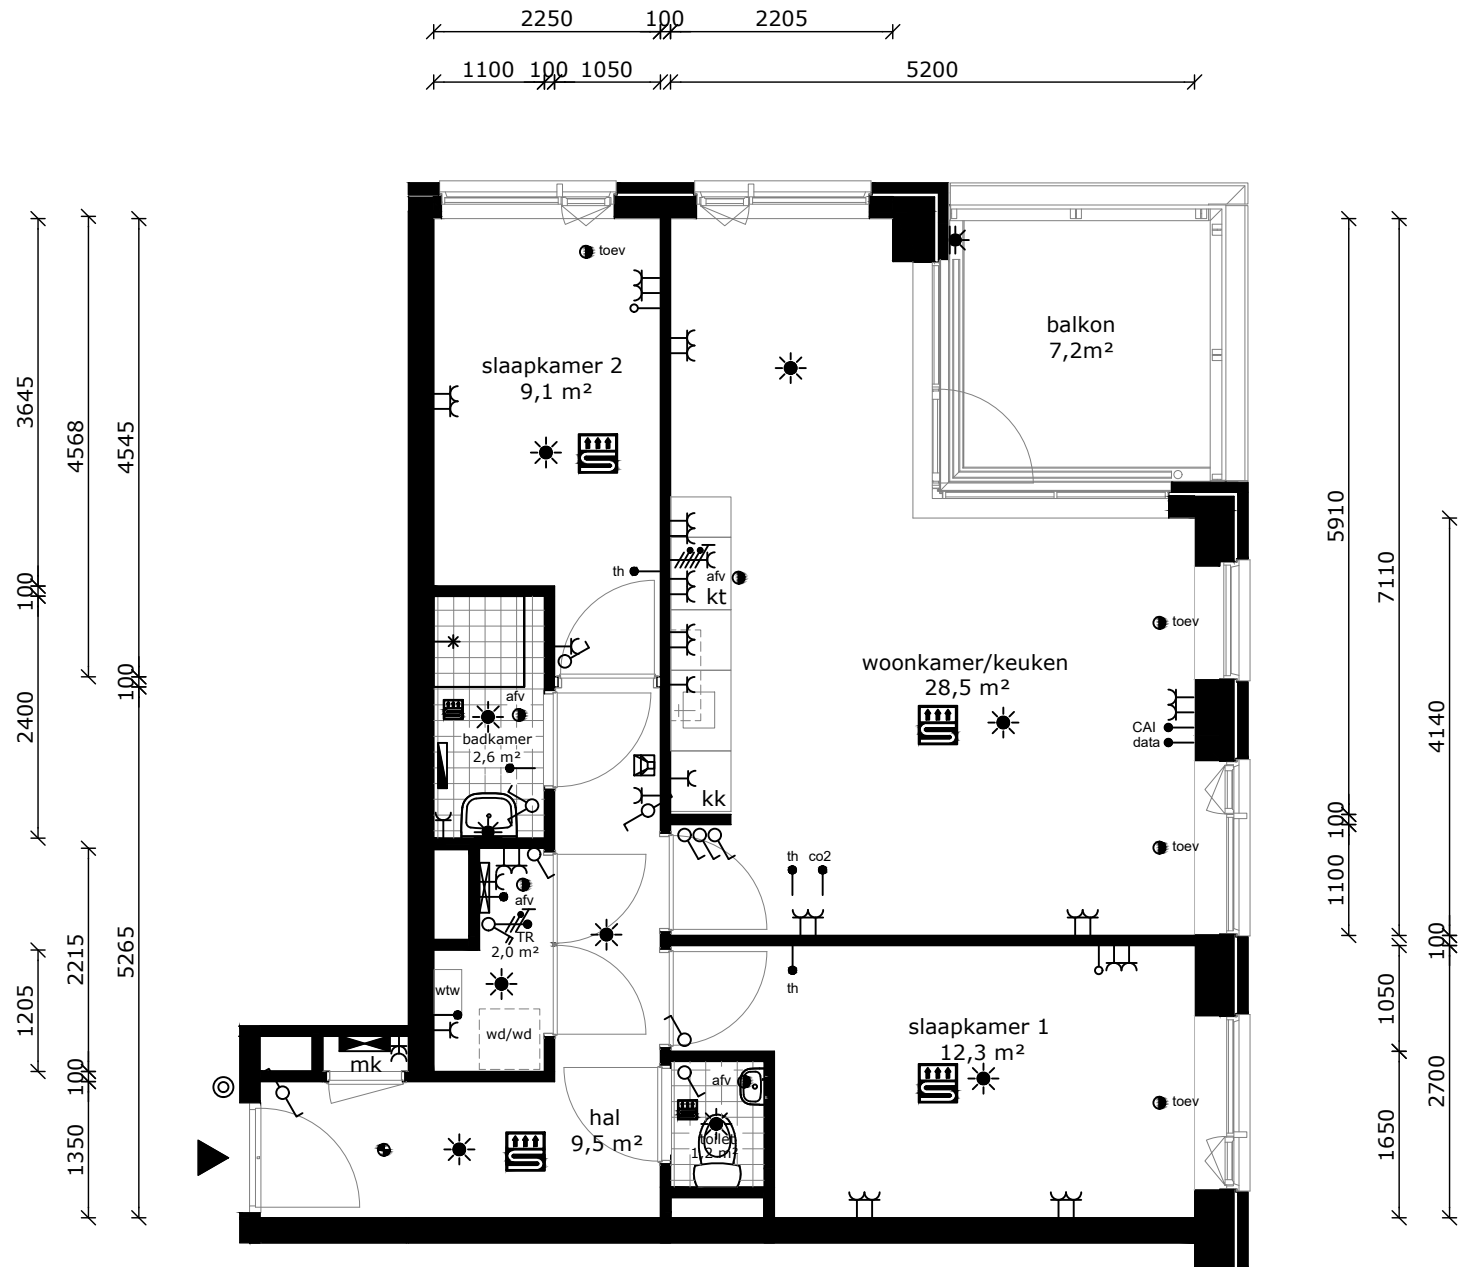 2250 100 2205
1100 100 1050 5200
toev
balkon
7,2m²
slaapkamer 2
9,1 m²
3645
4568
4545
5910
7110
th
afv
kt
100
toev
woonkamer/keuken
28,5 m²
100
2400
afv
badkamer
2,6 m²
CAI
data
4140
kk
100
1100
th co2
toev
afv
TR
2,0 m²
2215
5265
1205
100
1050
wtw
th
wd/wd
slaapkamer 1
12,3 m²
mk
100
afv
toev
2700
hal
9,5 m²
toilet
1,2 m²
1350
1650